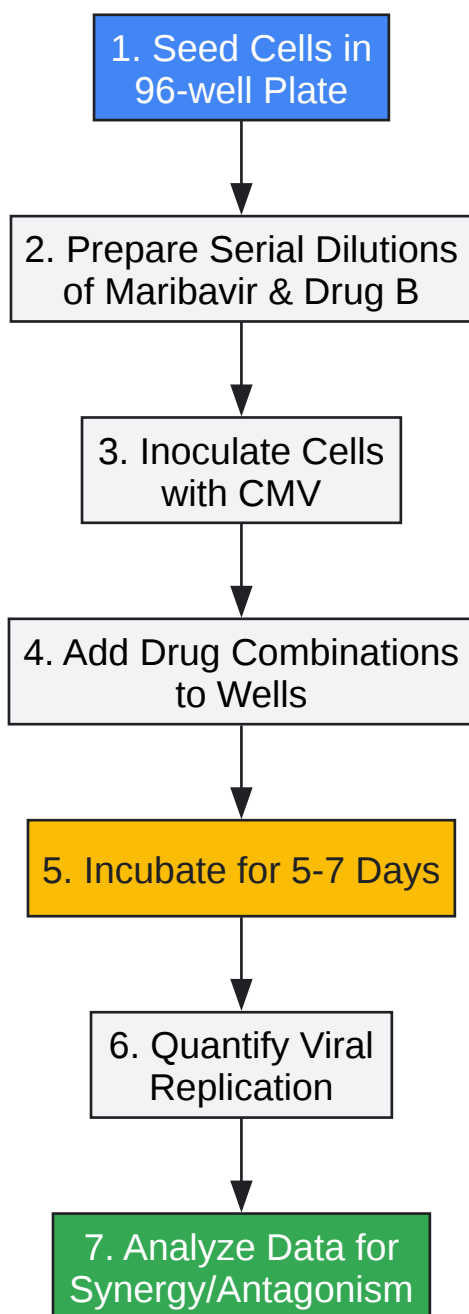 1. Seed Cells in
96-well Plate
2. Prepare Serial Dilutions
of Maribavir & Drug B
3. Inoculate Cells
with CMV
4. Add Drug Combinations
to Wells
5. Incubate for 5-7 Days
6. Quantify Viral
Replication
7. Analyze Data for
Synergy/Antagonism